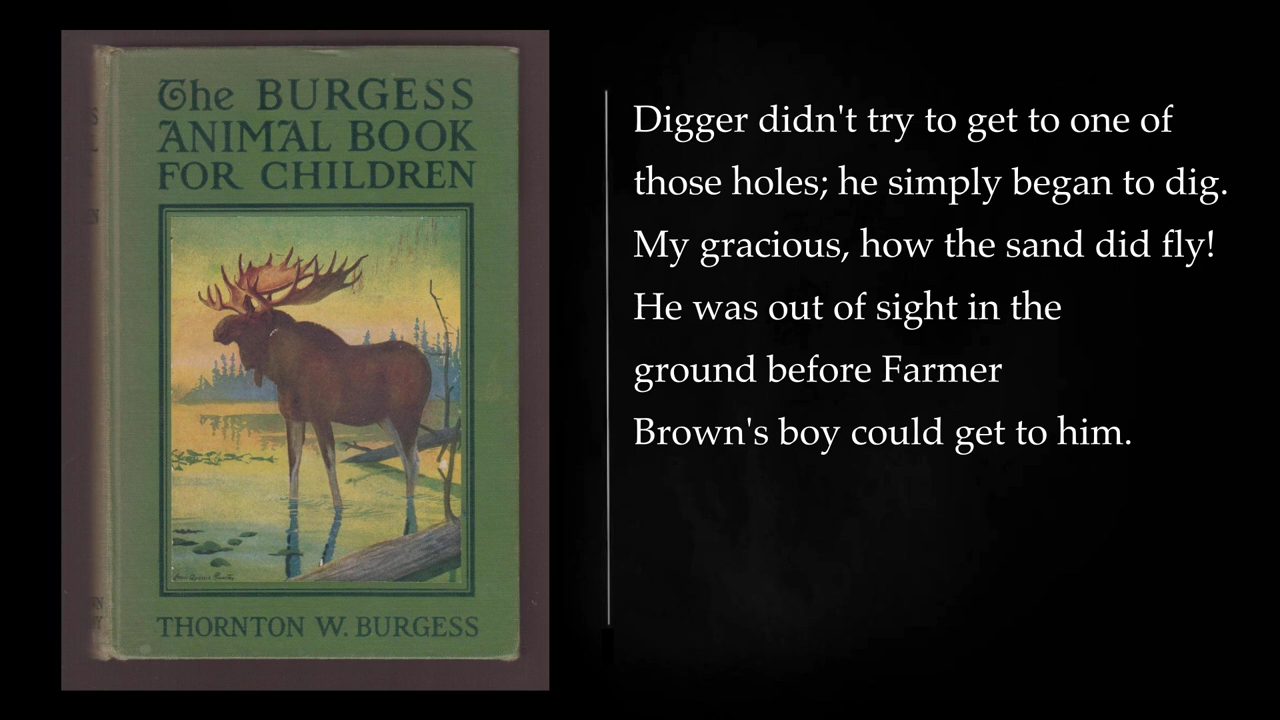 The BURGESS
ANIMAL BOOK
FOR CHILDREN
THORNTON W. BURGESS
Digger didn't try to get to one of
those holes; he simply began to dig.
My gracious, how the sand did fly!
He was out of sight in the
ground before Farmer
Brown's boy could get to him.